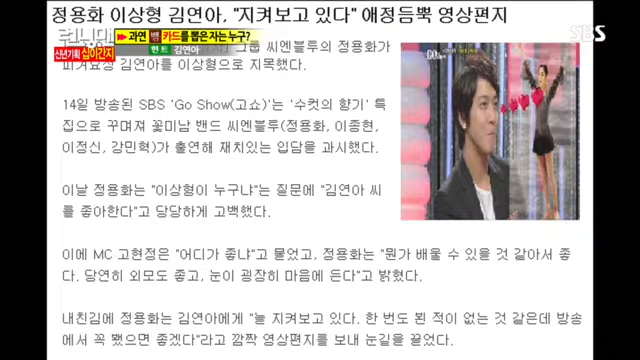 정용화 이상형 김연아, "지켜보고 있다" 애정듬뿍 영상편지
SBS
과연 카드를 뽑은 자는 누구?
신년기획 십이간지
힌트 김연아
그룹 씨엔블루의 정용화가
피겨요정 김연아를 이상형으로 지목했다.
GO Show
14일 방송된 SBS 'Go Show(고쇼)'는 '수컷의 향기' 특
집으로 꾸며져 꽃미남 밴드 씨엔블루(정용화, 이종현,
이정신, 강민혁)가 출연해 재치있는 입담을 과시했다.
이날 정용화는 "이상형이 누구냐"는 질문에 "김연아 씨
를 좋아한다"고 당당하게 고백했다.
이에 MC 고현정은 "어디가 좋냐"고 물었고, 정용화는 "뭔가 배울 수 있을 것 같아서 좋
다. 당연히 외모도 좋고, 눈이 굉장히 마음에 든다"고 밝혔다.
내친김에 정용화는 김연아에게 "늘 지켜보고 있다. 한 번도 뵌 적이 없는 것 같은데 방송
에서 꼭 뵀으면 좋겠다"라고 깜짝 영상편지를 보내 눈길을 끌었다.